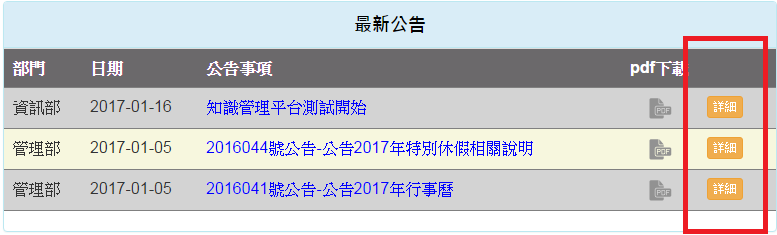 最新公告
部門 日期 公告事項 pdf下載
資訊部 2017-01-16 知識管理平台測試開始 PDF 詳細
管理部 2017-01-05 2016044號公告-公告2017年特別休假相關說明 PDF 詳細
管理部 2017-01-05 2016041號公告-公告2017年行事曆 PDF 詳細